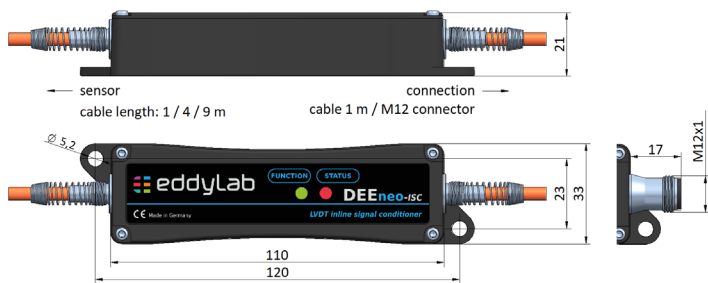 21
sensor
cable length: 1 / 4 / 9 m
connection
cable 1 m / M12 connector
Ø 5,2
eddylab
FUNCTION STATUS
DEEneo-ISC
CE Made in Germany
LVDT inline signal conditioner
23
33
17
M12x1
110
120